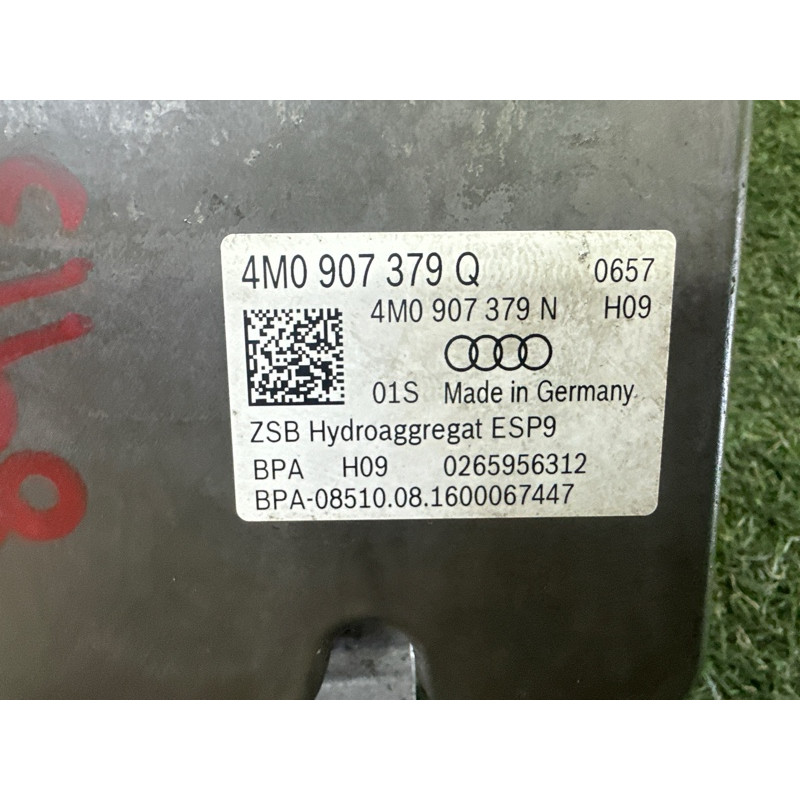 4M0 907 379 Q 0657
4M0 907 379 N H09
01S Made in Germany
ZSB Hydroaggregat ESP9
BPA H09 0265956312
BPA-08510.08.1600067447